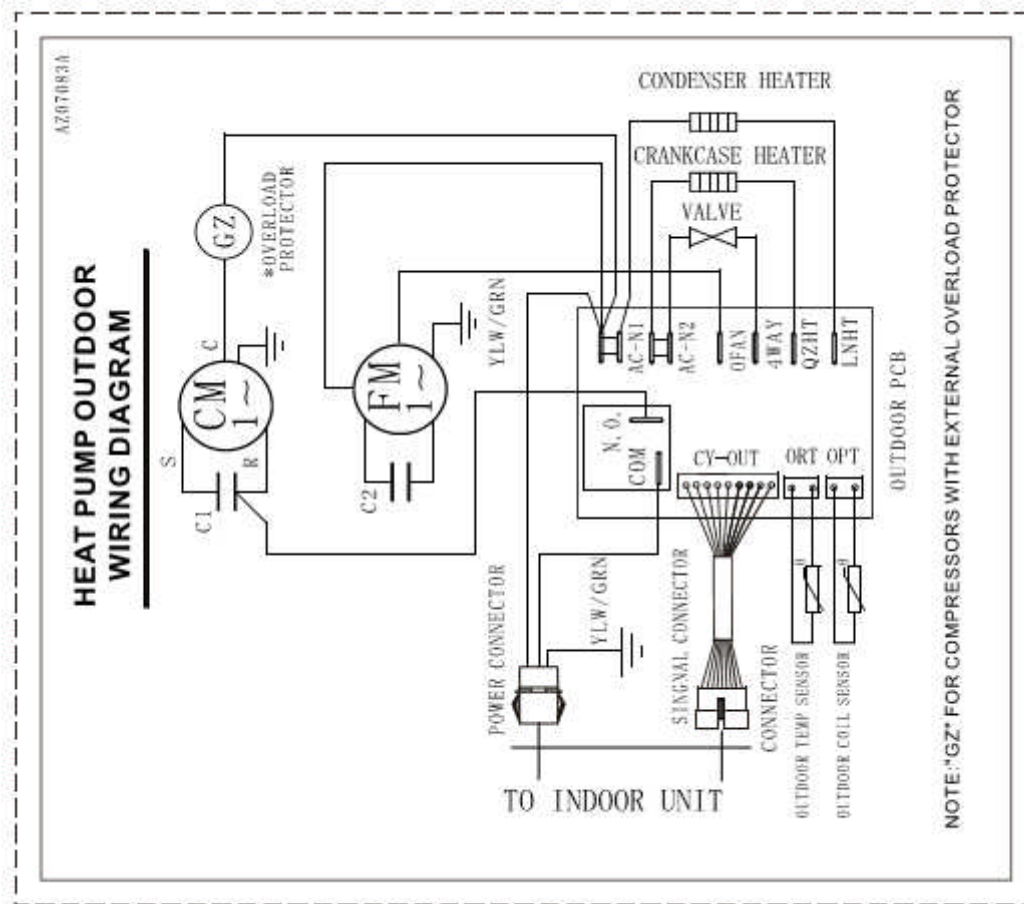 AZ07083A
HEAT PUMP OUTDOOR
WIRING DIAGRAM
CONDENSER HEATER
CRANKCASE HEATER
VALVE
GZ
*OVERLOAD
PROTECTOR
CM
1~
C
S
R
C1
FM
1~
C2
YLW/GRN
AC-N1
AC-N2
OFAN
4WAY
QZHT
LNHT
N.O.
COM
CY-OUT
ORT
OPT
OUTDOOR PCB
POWER CONNECTOR
YLW/GRN
SINGNAL CONNECTOR
CONNECTOR
OUTDOOR TEMP SENSOR
OUTDOOR COIL SENSOR
θ
θ
TO INDOOR UNIT
NOTE:"GZ" FOR COMPRESSORS WITH EXTERNAL OVERLOAD PROTECTOR